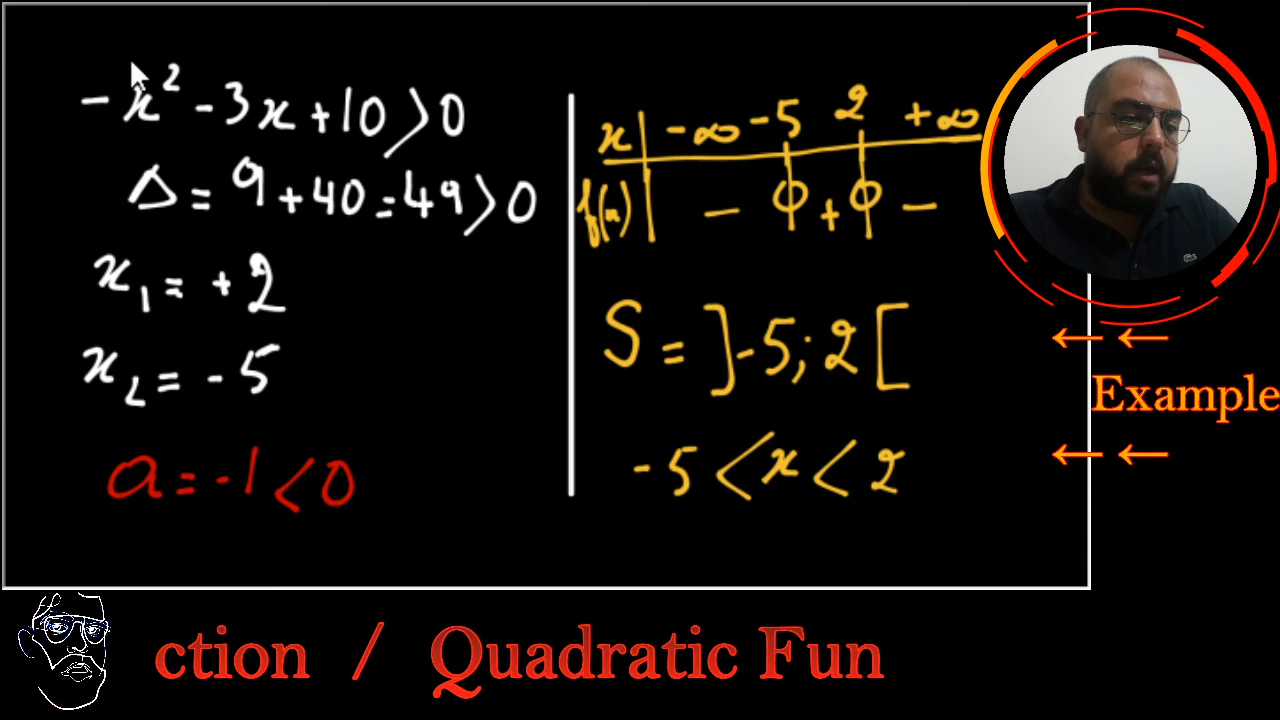 -x² - 3x + 10 > 0
Δ = 9 + 40 = 49 > 0
x₁ = +2
x₂ = -5
a = -1 < 0
x | -∞ -5 2 +∞
f(x) | - 0 + 0 -
S = ]-5; 2[
-5 < x < 2
← ←
Example
← ←
ction / Quadratic Fun